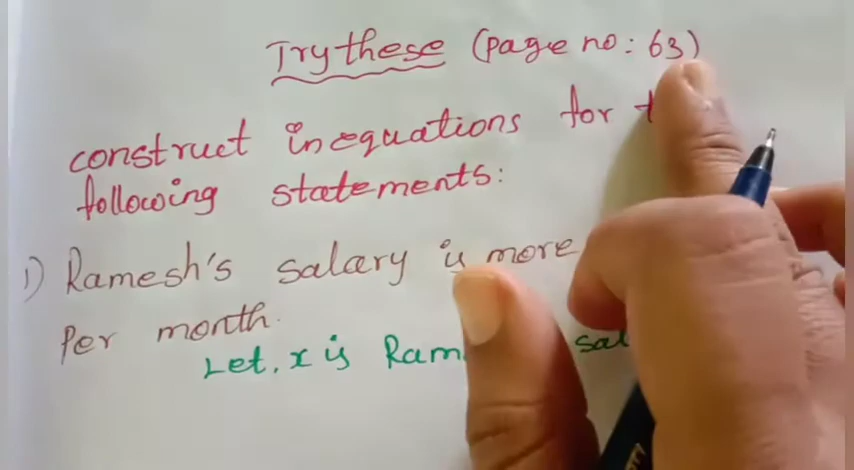 Try these (page no: 63)
construct inequations for
following statements:
1) Ramesh's salary is more
Per month.
Let, x is